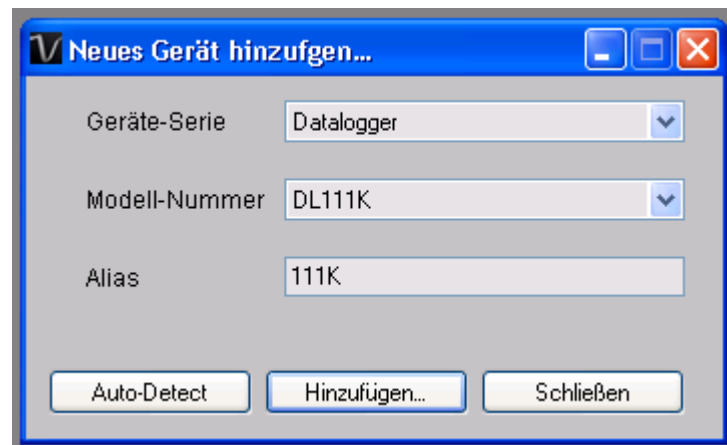 Neues Gerät hinzufgen...
Geräte-Serie Datalogger
Modell-Nummer DL111K
Alias 111K
Auto-Detect Hinzufügen... Schließen